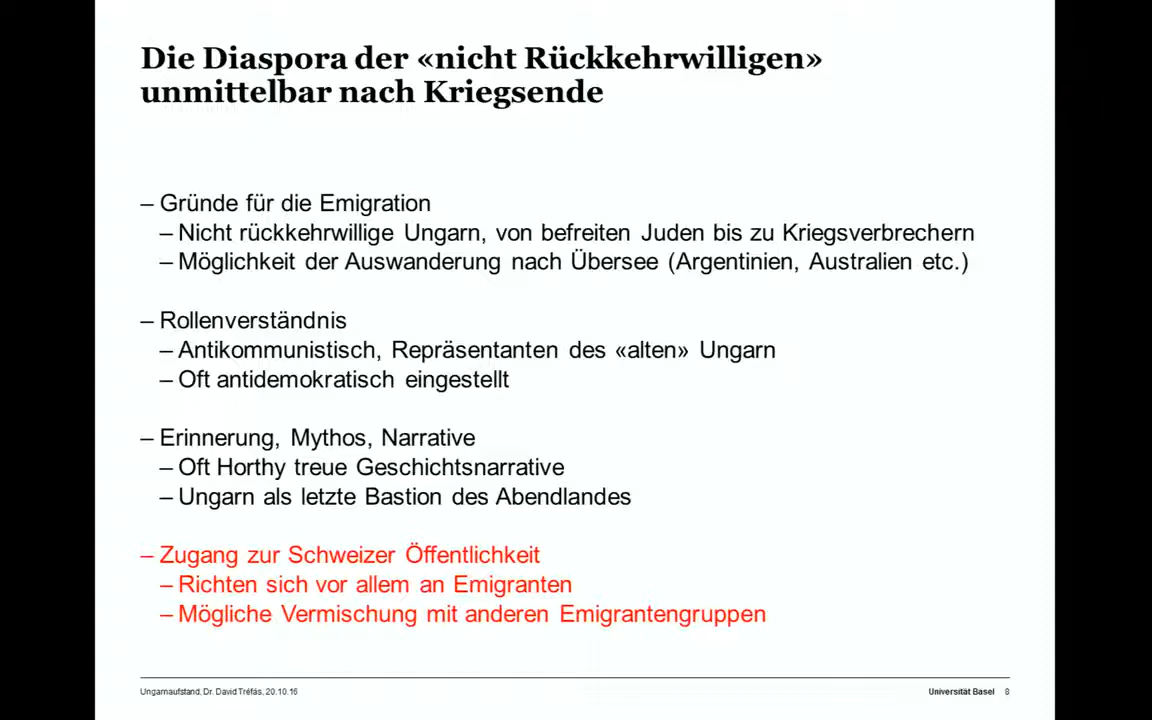 Die Diaspora der «nicht Rückkehrwilligen»
unmittelbar nach Kriegsende
– Gründe für die Emigration
– Nicht rückkehrwillige Ungarn, von befreiten Juden bis zu Kriegsverbrechern
– Möglichkeit der Auswanderung nach Übersee (Argentinien, Australien etc.)
– Rollenverständnis
– Antikommunistisch, Repräsentanten des «alten» Ungarn
– Oft antidemokratisch eingestellt
– Erinnerung, Mythos, Narrative
– Oft Horthy treue Geschichtsnarrative
– Ungarn als letzte Bastion des Abendlandes
– Zugang zur Schweizer Öffentlichkeit
– Richten sich vor allem an Emigranten
– Mögliche Vermischung mit anderen Emigrantengruppen
Ungarnaufstand, Dr. David Tréfás, 20.10.16
Universität Basel 8